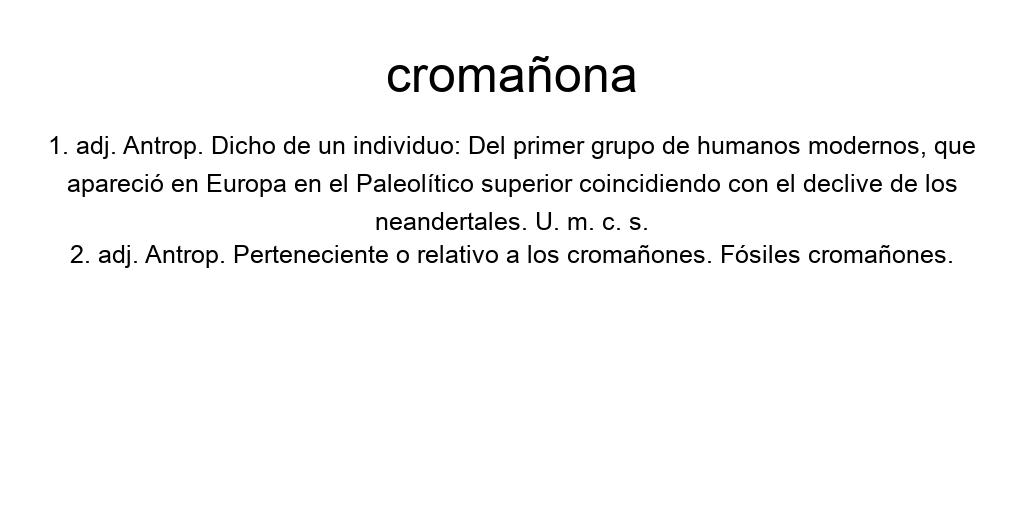 cromañona
1. adj. Antrop. Dicho de un individuo: Del primer grupo de humanos modernos, que
apareció en Europa en el Paleolítico superior coincidiendo con el declive de los
neandertales. U. m. c. s.
2. adj. Antrop. Perteneciente o relativo a los cromañones. Fósiles cromañones.